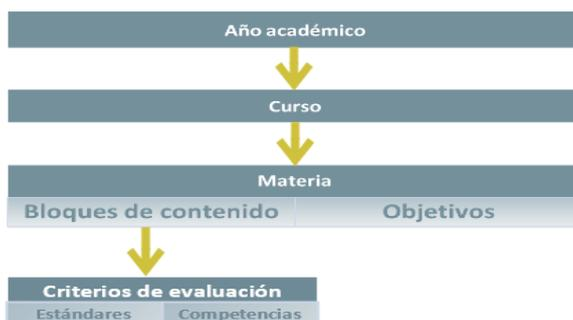 Año académico
Curso
Materia
Bloques de contenido Objetivos
Criterios de evaluación
Estándares Competencias